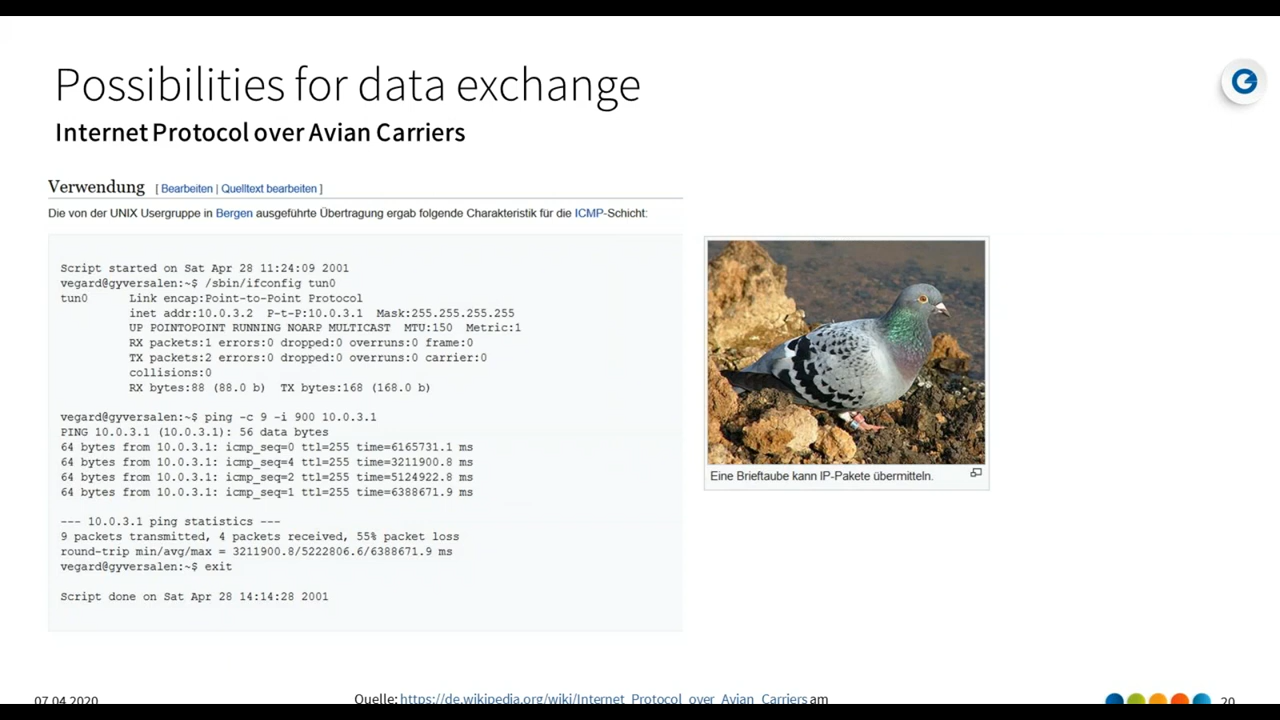 Possibilities for data exchange
Internet Protocol over Avian Carriers
Verwendung [ Bearbeiten | Quelltext bearbeiten ]
Die von der UNIX Usergruppe in Bergen ausgeführte Übertragung ergab folgende Charakteristik für die ICMP-Schicht:
Script started on Sat Apr 28 11:24:09 2001
vegard@gyversalen:~$ /sbin/ifconfig tun0
tun0 Link encap:Point-to-Point Protocol
inet addr:10.0.3.2 P-t-P:10.0.3.1 Mask:255.255.255.255
UP POINTOPOINT RUNNING NOARP MULTICAST MTU:150 Metric:1
RX packets:1 errors:0 dropped:0 overruns:0 frame:0
TX packets:2 errors:0 dropped:0 overruns:0 carrier:0
collisions:0
RX bytes:88 (88.0 b) TX bytes:168 (168.0 b)
vegard@gyversalen:~$ ping -c 9 -i 900 10.0.3.1
PING 10.0.3.1 (10.0.3.1): 56 data bytes
64 bytes from 10.0.3.1: icmp_seq=0 ttl=255 time=6165731.1 ms
64 bytes from 10.0.3.1: icmp_seq=4 ttl=255 time=3211900.8 ms
64 bytes from 10.0.3.1: icmp_seq=2 ttl=255 time=5124922.8 ms
64 bytes from 10.0.3.1: icmp_seq=1 ttl=255 time=6388671.9 ms
--- 10.0.3.1 ping statistics ---
9 packets transmitted, 4 packets received, 55% packet loss
round-trip min/avg/max = 3211900.8/5222806.6/6388671.9 ms
vegard@gyversalen:~$ exit
Script done on Sat Apr 28 14:14:28 2001
Eine Brieftaube kann IP-Pakete übermitteln.
07.04.2020
Quelle: https://de.wikipedia.org/wiki/Internet_Protocol_over_Avian_Carriers am
20